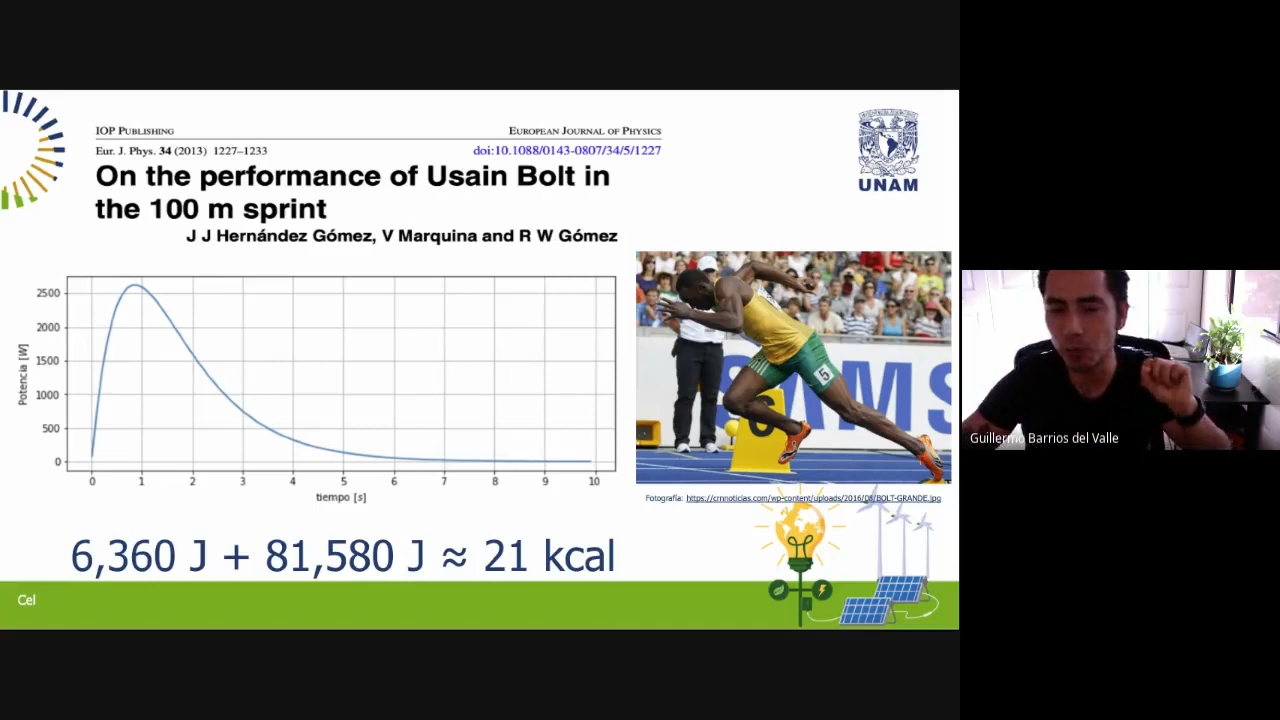 IOP PUBLISHING
EUROPEAN JOURNAL OF PHYSICS
Eur. J. Phys. 34 (2013) 1227–1233
doi:10.1088/0143-0807/34/5/1227
On the performance of Usain Bolt in
the 100 m sprint
J J Hernández Gómez, V Marquina and R W Gómez
UNAM
2500
2000
1500
1000
500
0
Potencia [W]
0 1 2 3 4 5 6 7 8 9 10
tiempo [s]
SAMS
5
6
Fotografía: https://cnnoticias.com/wp-content/uploads/2016/08/BOLT-GRANDE.jpg
6,360 J + 81,580 J ≈ 21 kcal
Cel
Guillermo Barrios del Valle